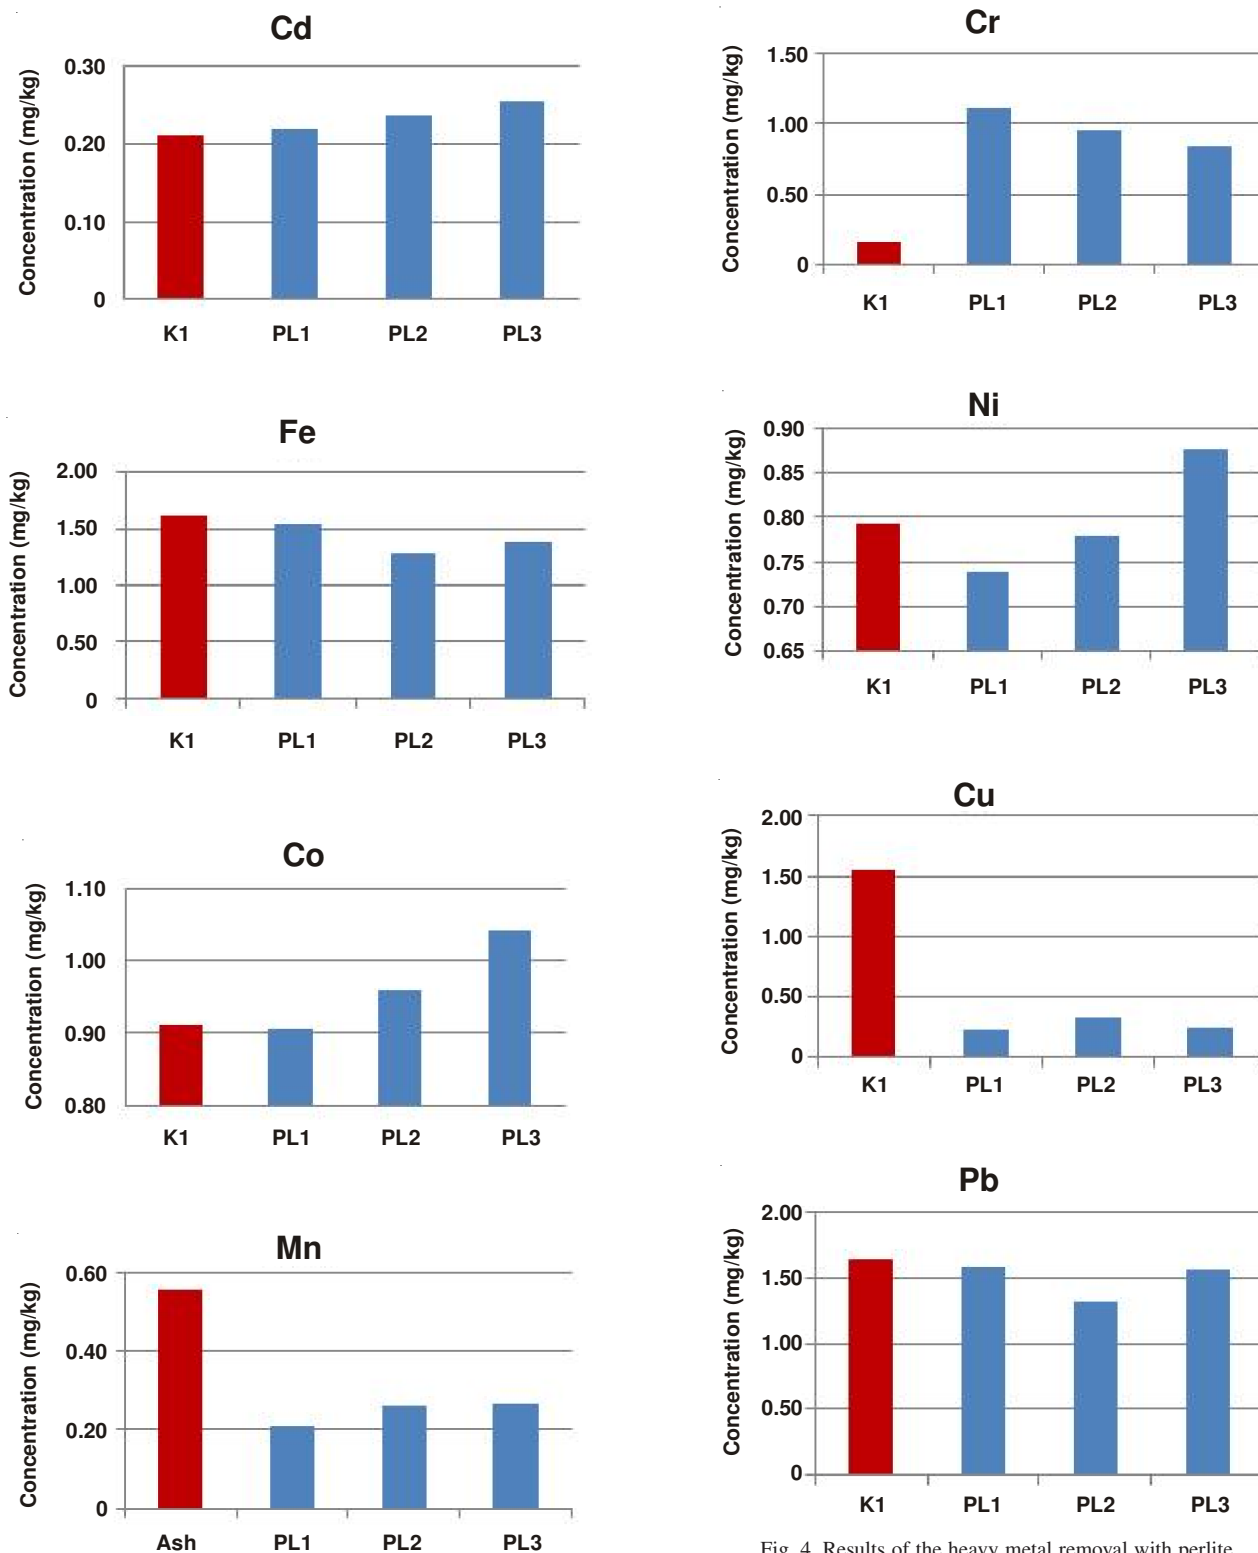 Cd
Concentration (mg/kg)
0.30
0.20
0.10
0
K1 PL1 PL2 PL3
Cr
Concentration (mg/kg)
1.50
1.00
0.50
0
K1 PL1 PL2 PL3
Fe
Concentration (mg/kg)
2.00
1.50
1.00
0.50
0
K1 PL1 PL2 PL3
Ni
Concentration (mg/kg)
0.90
0.85
0.80
0.75
0.70
0.65
K1 PL1 PL2 PL3
Co
Concentration (mg/kg)
1.10
1.00
0.90
0.80
K1 PL1 PL2 PL3
Cu
Concentration (mg/kg)
2.00
1.50
1.00
0.50
0
K1 PL1 PL2 PL3
Mn
Concentration (mg/kg)
0.60
0.40
0.20
0
Ash PL1 PL2 PL3
Pb
Concentration (mg/kg)
2.00
1.50
1.00
0.50
0
K1 PL1 PL2 PL3
Fig. 4. Results of the heavy metal removal with perlite